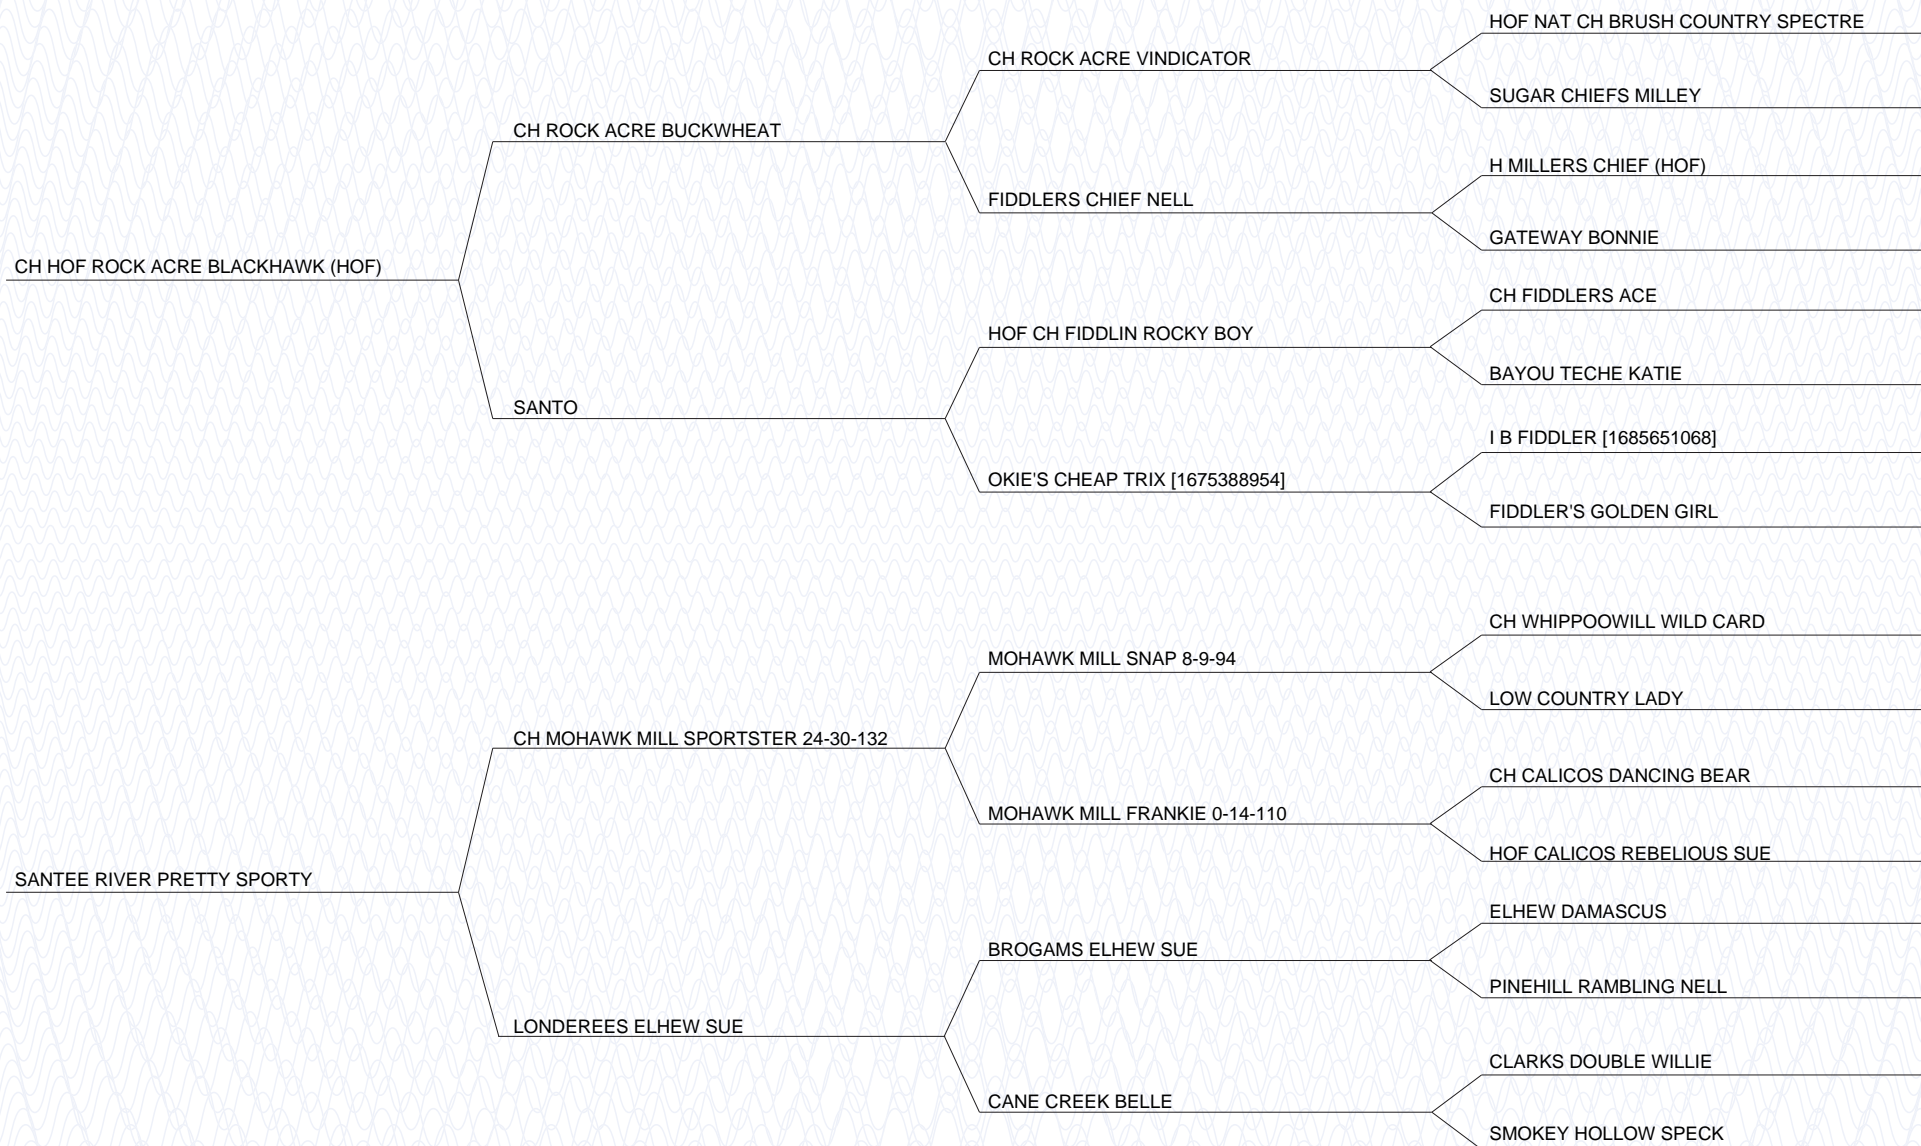 HOF NAT CH BRUSH COUNTRY SPECTRE
CH ROCK ACRE VINDICATOR
SUGAR CHIEFS MILLEY
CH ROCK ACRE BUCKWHEAT
H MILLERS CHIEF (HOF)
FIDDLERS CHIEF NELL
GATEWAY BONNIE
CH HOF ROCK ACRE BLACKHAWK (HOF)
CH FIDDLERS ACE
HOF CH FIDDLIN ROCKY BOY
BAYOU TECHE KATIE
SANTO
I B FIDDLER [1685651068]
OKIE'S CHEAP TRIX [1675388954]
FIDDLER'S GOLDEN GIRL
CH WHIPPOOWILL WILD CARD
MOHAWK MILL SNAP 8-9-94
LOW COUNTRY LADY
CH MOHAWK MILL SPORTSTER 24-30-132
CH CALICOS DANCING BEAR
MOHAWK MILL FRANKIE 0-14-110
HOF CALICOS REBELIOUS SUE
SANTEE RIVER PRETTY SPORTY
ELHEW DAMASCUS
BROGAMS ELHEW SUE
PINEHILL RAMBLING NELL
LONDEREES ELHEW SUE
CLARKS DOUBLE WILLIE
CANE CREEK BELLE
SMOKEY HOLLOW SPECK